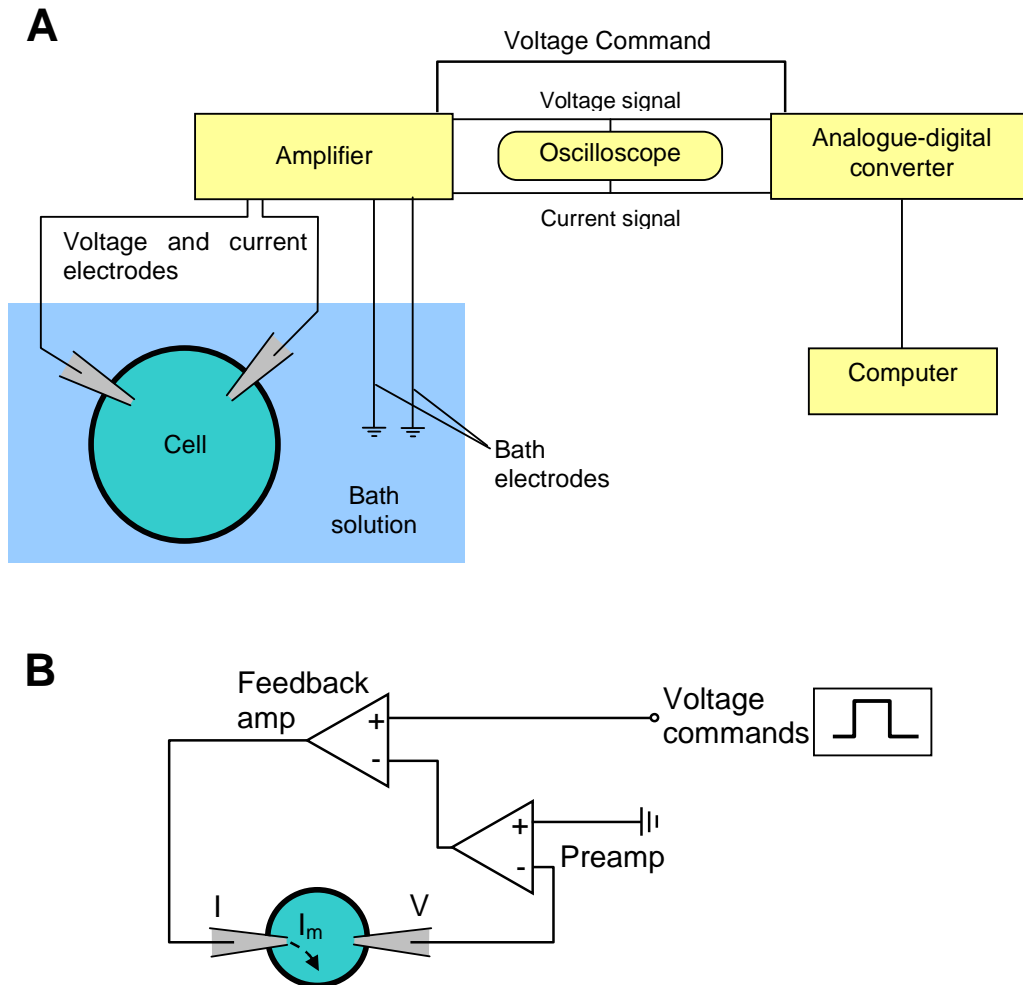 A
Voltage Command
Voltage signal
Amplifier
Oscilloscope
Analogue-digital
converter
Current signal
Voltage and current
electrodes
Computer
Cell
Bath
electrodes
Bath
solution
B
Feedback
amp
+
-
Voltage
commands
+
-
Preamp
I
Im
V